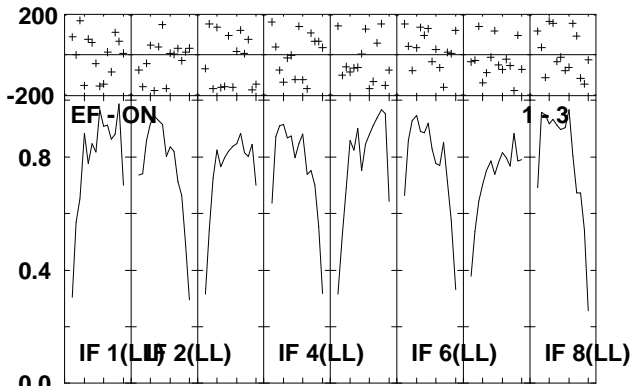 200
-200
EF - ON 1 - 3
0.8
0.4
IF 1(LL) IF 2(LL) IF 4(LL) IF 6(LL) IF 8(LL)
0.0